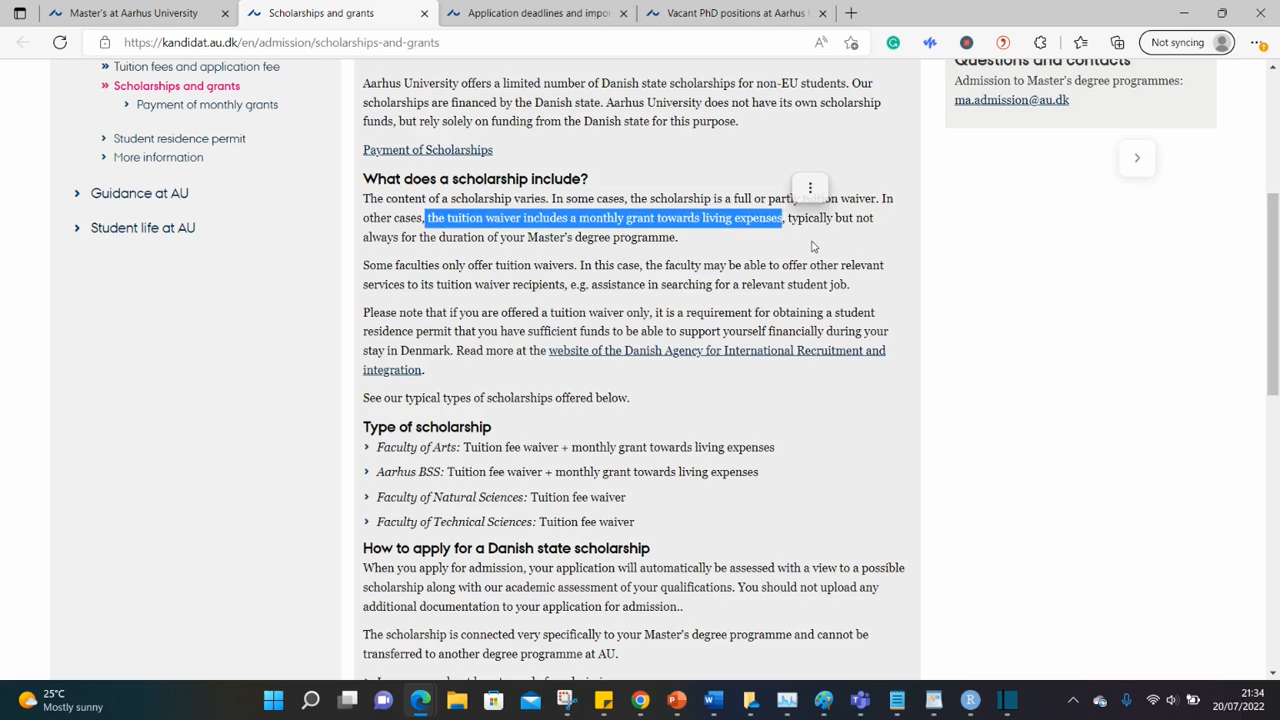 Master's at Aarhus University
Scholarships and grants
Application deadlines and impor
Vacant PhD positions at Aarhus
https://kandidat.au.dk/en/admission/scholarships-and-grants
Not syncing
Tuition fees and application fee
Scholarships and grants
Payment of monthly grants
Student residence permit
More information
Guidance at AU
Student life at AU
Aarhus University offers a limited number of Danish state scholarships for non-EU students. Our
scholarships are financed by the Danish state. Aarhus University does not have its own scholarship
funds, but rely solely on funding from the Danish state for this purpose.
Payment of Scholarships
What does a scholarship include?
The content of a scholarship varies. In some cases, the scholarship is a full or partly tuition waiver. In
other cases, the tuition waiver includes a monthly grant towards living expenses, typically but not
always for the duration of your Master's degree programme.
Some faculties only offer tuition waivers. In this case, the faculty may be able to offer other relevant
services to its tuition waiver recipients, e.g. assistance in searching for a relevant student job.
Please note that if you are offered a tuition waiver only, it is a requirement for obtaining a student
residence permit that you have sufficient funds to be able to support yourself financially during your
stay in Denmark. Read more at the website of the Danish Agency for International Recruitment and
integration.
See our typical types of scholarships offered below.
Type of scholarship
Faculty of Arts: Tuition fee waiver + monthly grant towards living expenses
Aarhus BSS: Tuition fee waiver + monthly grant towards living expenses
Faculty of Natural Sciences: Tuition fee waiver
Faculty of Technical Sciences: Tuition fee waiver
How to apply for a Danish state scholarship
When you apply for admission, your application will automatically be assessed with a view to a possible
scholarship along with our academic assessment of your qualifications. You should not upload any
additional documentation to your application for admission..
The scholarship is connected very specifically to your Master's degree programme and cannot be
transferred to another degree programme at AU.
Questions and contacts
Admission to Master's degree programmes:
ma.admission@au.dk
25°C
Mostly sunny
21:34
20/07/2022